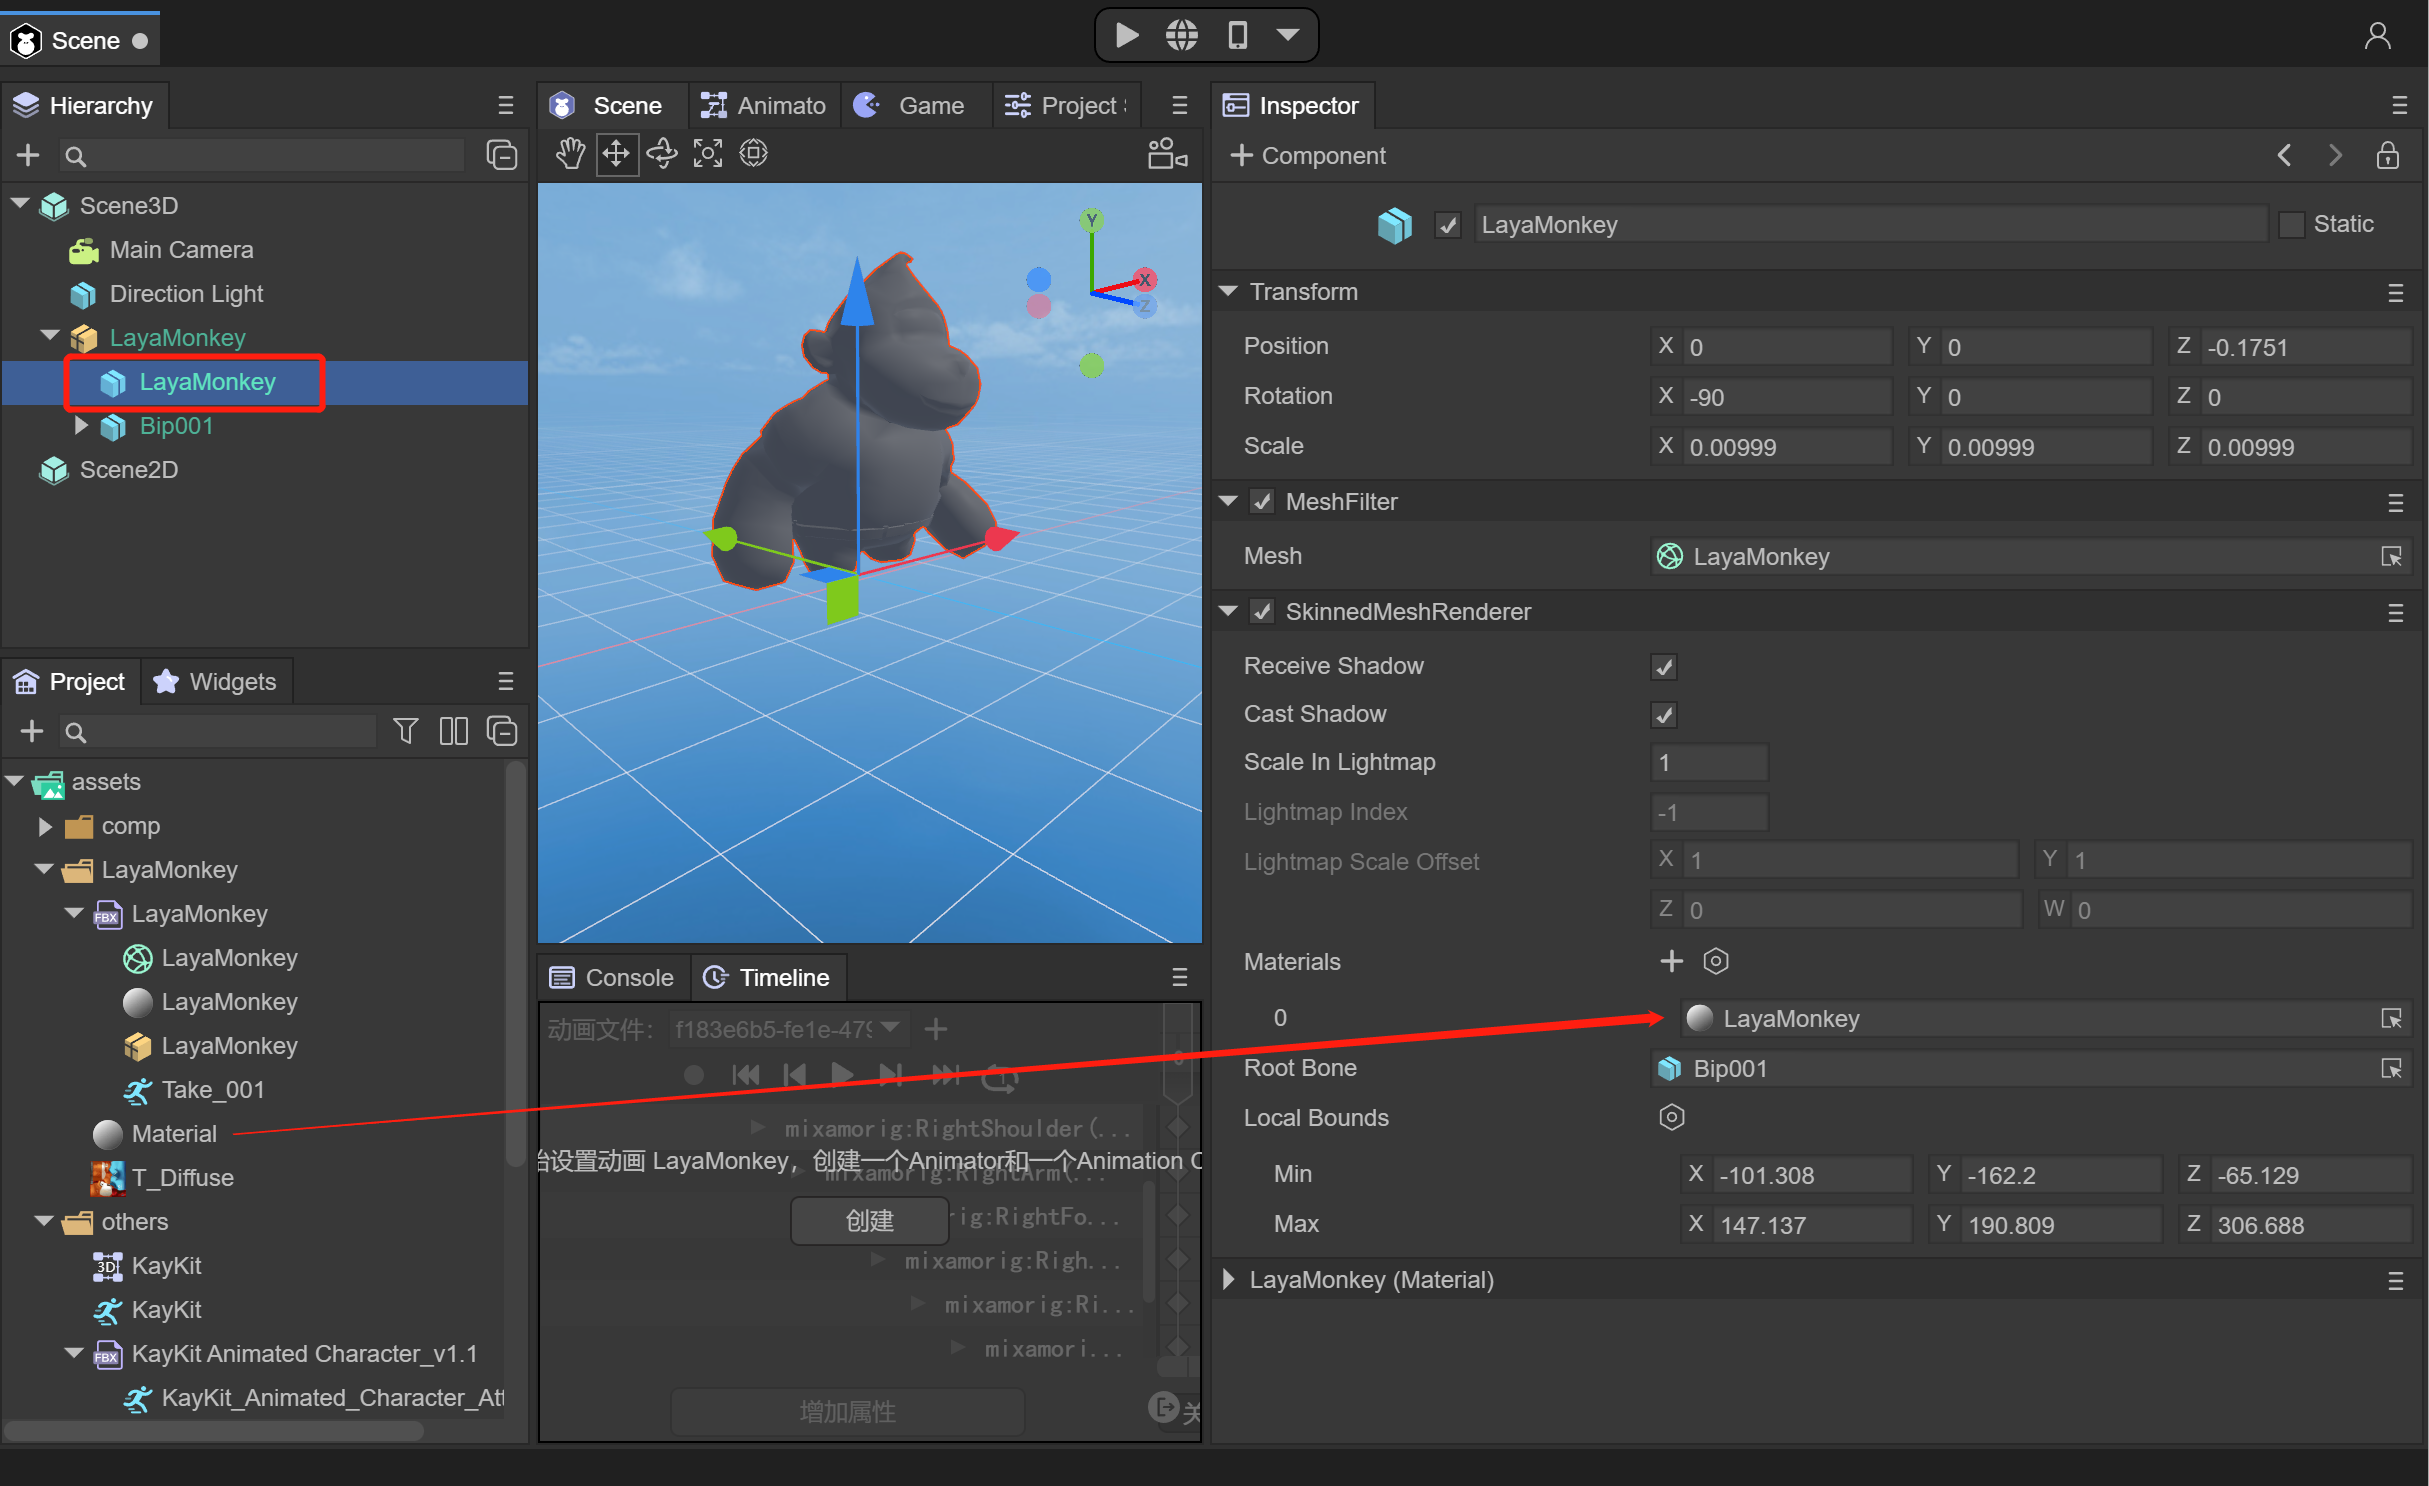 Scene
Hierarchy
Scene3D
Main Camera
Direction Light
LayaMonkey
LayaMonkey
Bip001
Scene2D
Project
Widgets
assets
comp
LayaMonkey
FBX LayaMonkey
LayaMonkey
LayaMonkey
LayaMonkey
Take_001
Material
T_Diffuse
others
3D KayKit
KayKit
FBX KayKit Animated Character_v1.1
KayKit_Animated_Character_Att
Scene
Animato
Game
Project
Y
X
Z
Console
Timeline
动画文件:
f183e6b5-fe1e-479
mixamorig:RightShoulder(...
设置动画 LayaMonkey，创建一个Animator和一个Animation C
mixamorig:RightArm(...
创建
rig:RightFo...
mixamorig:Righ...
mixamorig:Ri...
mixamori...
增加属性
关
Inspector
Component
LayaMonkey
Static
Transform
Position X 0 Y 0 Z -0.1751
Rotation X -90 Y 0 Z 0
Scale X 0.00999 Y 0.00999 Z 0.00999
MeshFilter
Mesh LayaMonkey
SkinnedMeshRenderer
Receive Shadow
Cast Shadow
Scale In Lightmap 1
Lightmap Index -1
Lightmap Scale Offset X 1 Y 1
Z 0 W 0
Materials
0 LayaMonkey
Root Bone Bip001
Local Bounds
Min X -101.308 Y -162.2 Z -65.129
Max X 147.137 Y 190.809 Z 306.688
LayaMonkey (Material)